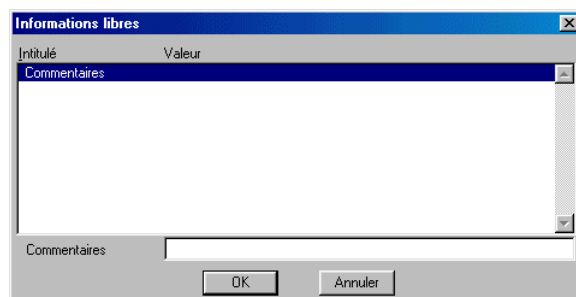 Informations libres
Intitulé Valeur
Commentaires
Commentaires
OK Annuler